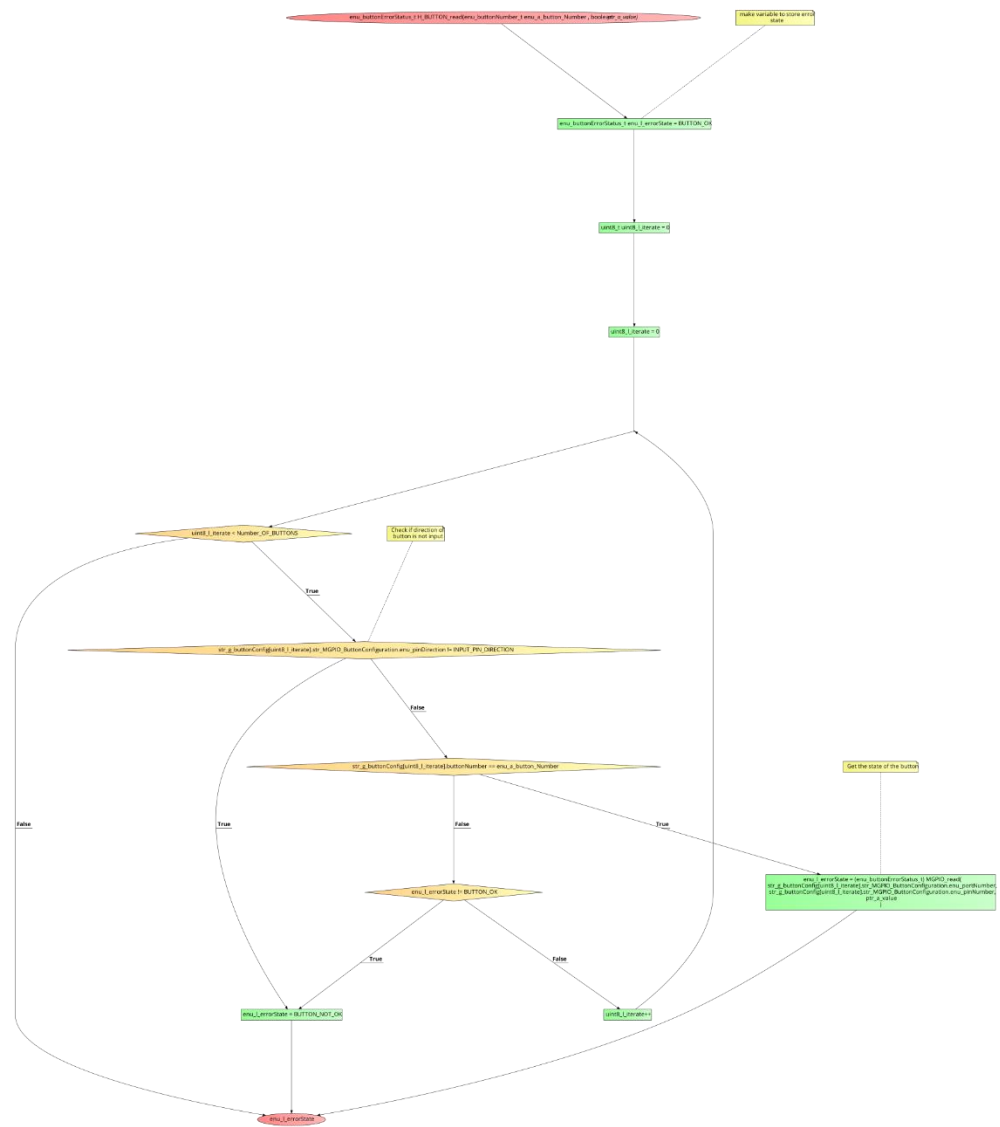 enu_buttonErrorStatus_t H_BUTTON_read(enu_buttonNumber_t enu_a_button_Number , boolean
make variable to store error
state
enu_buttonErrorStatus_t enu_l_errorState = BUTTON_OK
uint8_t uint8_l_iterate = 0
uint8_l_iterate = 0
uint8_l_iterate < Number_OF_BUTTONS
Check if direction of
button is not input
True
str_g_buttonConfig[uint8_l_iterate].str_MGPIO_ButtonConfiguration.enu_pinDirection != INPUT_PIN_DIRECTION
False
str_g_buttonConfig[uint8_l_iterate].buttonNumber == enu_a_button_Number
Get the state of the button
False
True
False
True
enu_l_errorState != BUTTON_OK
enu_l_errorState = (enu_buttonErrorStatus_t) MGPIO_read(
str_g_buttonConfig[uint8_l_iterate].str_MGPIO_ButtonConfiguration.enu_portNumber,
str_g_buttonConfig[uint8_l_iterate].str_MGPIO_ButtonConfiguration.enu_pinNumber,
ptr_a_value
)
True
False
enu_l_errorState = BUTTON_NOT_OK
uint8_l_iterate++
enu_l_errorState